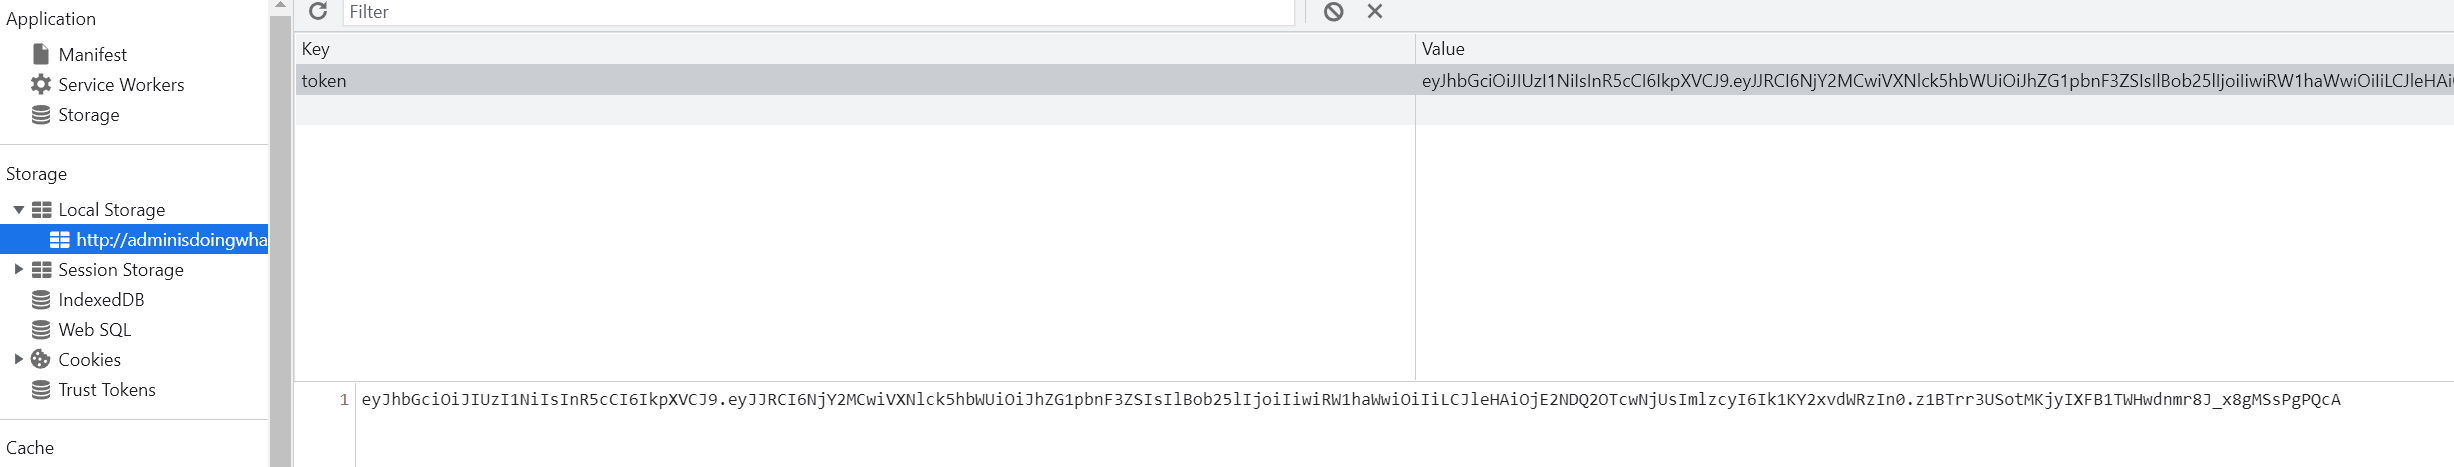 Application
Manifest
Service Workers
Storage
Storage
Local Storage
http://adminisdoingwha
Session Storage
IndexedDB
Web SQL
Cookies
Trust Tokens
Cache
Filter
Key Value
token eyJhbGciOiJIUzI1NiIsInR5cCI6IkpXVCJ9.eyJJRCI6NjY2MCwiVXNlck5hbWUiOiJhZG1pbnF3ZSIsIlBob25lIjoiIiwiRW1haWwiOiIiLCJleHAi
1 eyJhbGciOiJIUzI1NiIsInR5cCI6IkpXVCJ9.eyJJRCI6NjY2MCwiVXNlck5hbWUiOiJhZG1pbnF3ZSIsIlBob25lIjoiIiwiRW1haWwiOiIiLCJleHAiOjE2NDQ2OTcwNjUsImlzcyI6Ik1KY2xvdWRzIn0.z1BTrr3USotMKjyIXFB1TWHwdnmr8J_x8gMSsPgPQcA